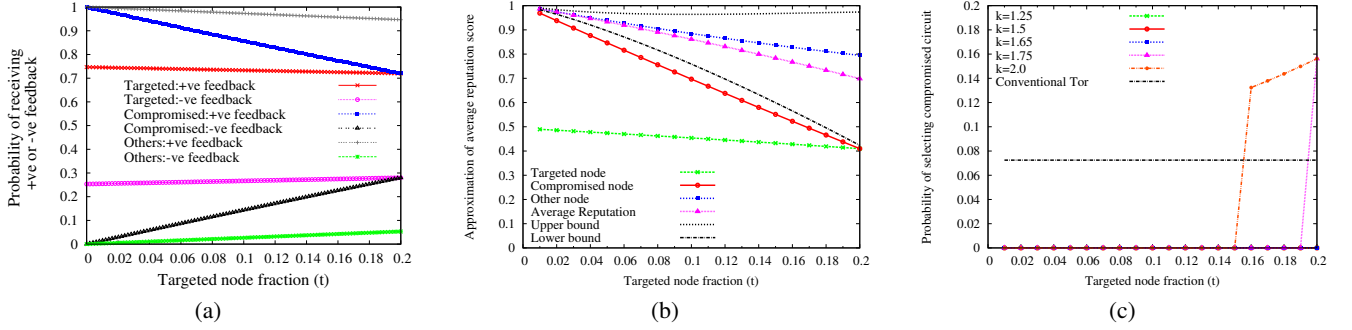 Probability of receiving
+ve or -ve feedback
1
0.9
0.8
0.7
0.6
0.5
0.4
0.3
0.2
0.1
0
Targeted:+ve feedback
Targeted:-ve feedback
Compromised:+ve feedback
Compromised:-ve feedback
Others:+ve feedback
Others:-ve feedback
0 0.04 0.08 0.12 0.16 0.2
Targeted node fraction (t)
(a)
Approximation of average reputation score
1
0.9
0.8
0.7
0.6
0.5
0.4
0.3
0.2
0.1
0
Targeted node
Compromised node
Other node
Average Reputation
Upper bound
Lower bound
0.02 0.04 0.06 0.08 0.1 0.12 0.14 0.16 0.18 0.2
Targeted node fraction (t)
(b)
Probability of selecting compromised circuit
0.2
0.18
0.16
0.14
0.12
0.1
0.08
0.06
0.04
0.02
0
k=1.25
k=1.5
k=1.65
k=1.75
k=2.0
Conventional Tor
0 0.02 0.04 0.06 0.08 0.1 0.12 0.14 0.16 0.18 0.2
Targeted node fraction (t)
(c)